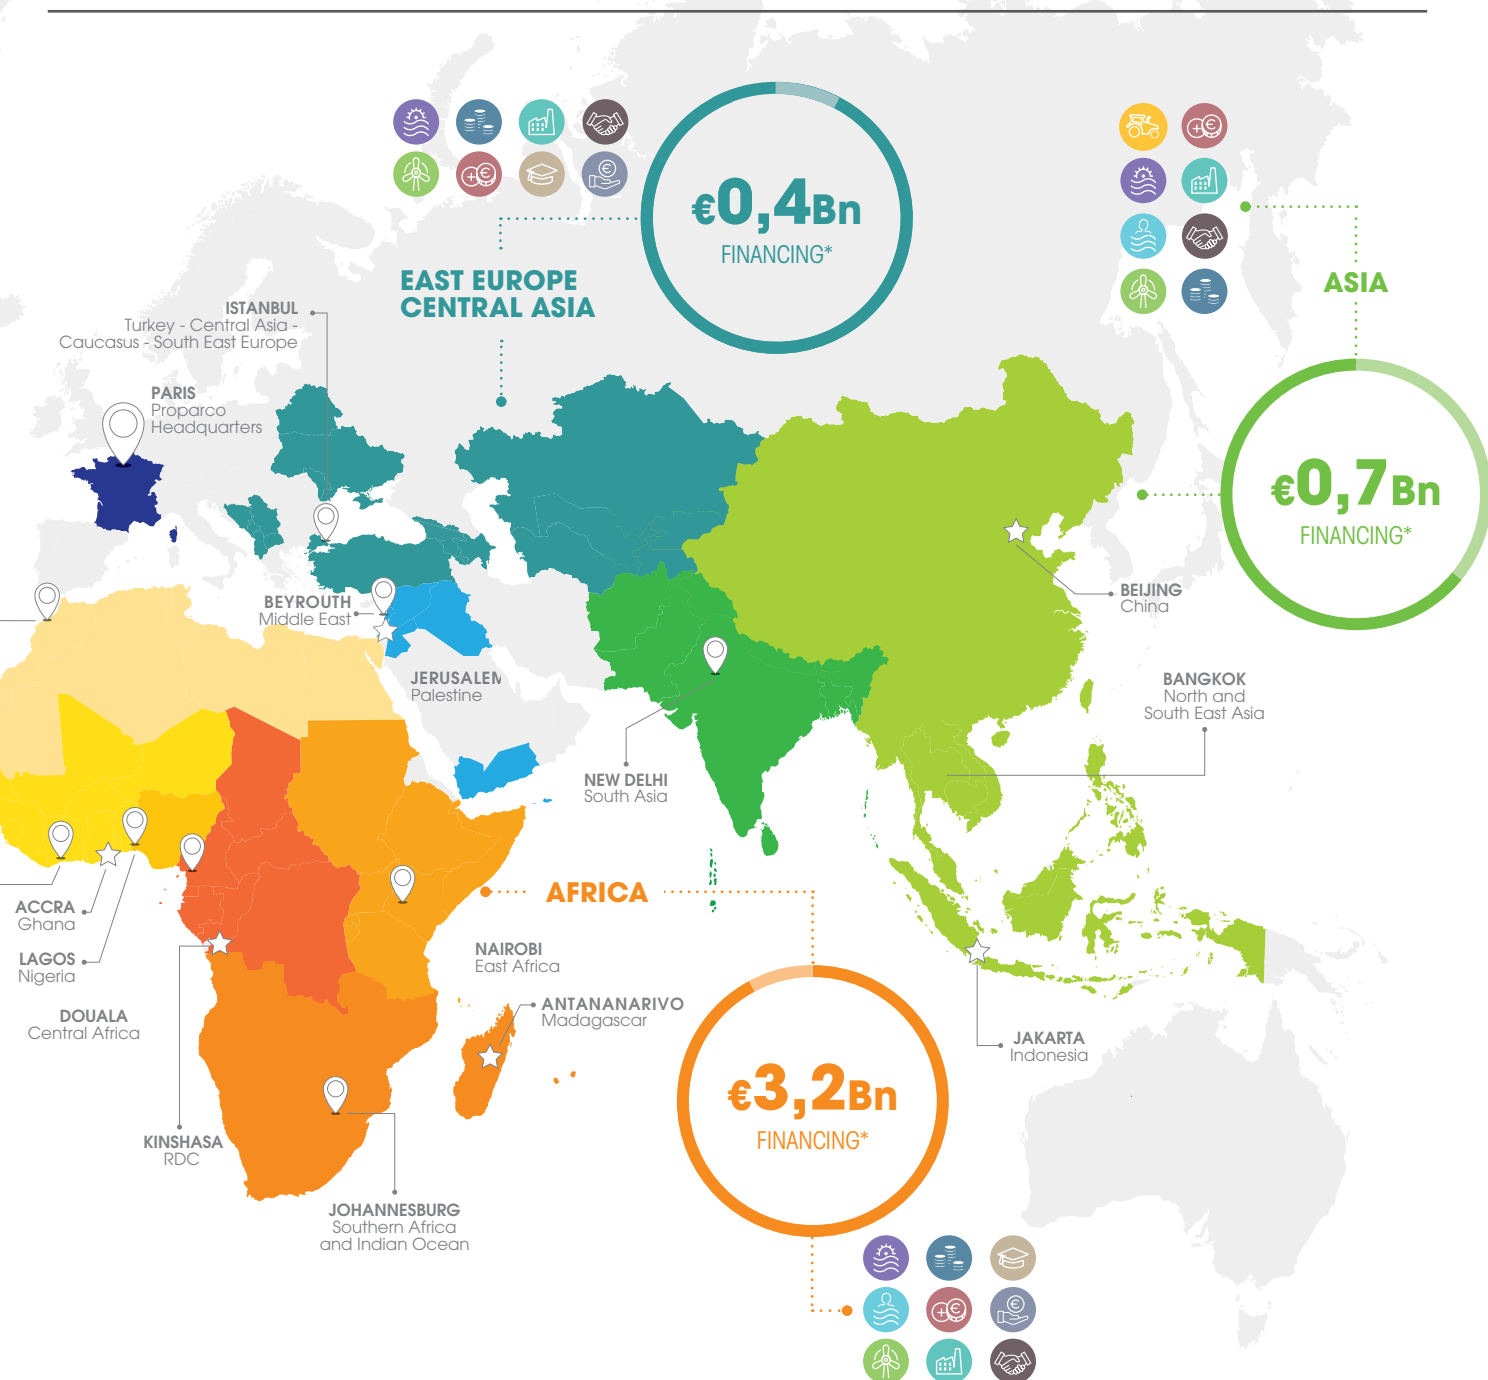 €0,4Bn
FINANCING*
EAST EUROPE
CENTRAL ASIA
ASIA
ISTANBUL
Turkey - Central Asia -
Caucasus - South East Europe
PARIS
Proparco
Headquarters
€0,7Bn
FINANCING*
BEYROUTH
Middle East
BEIJING
China
JERUSALEM
Palestine
BANGKOK
North and
South East Asia
NEW DELHI
South Asia
AFRICA
ACCRA
Ghana
LAGOS
Nigeria
NAIROBI
East Africa
DOUALA
Central Africa
ANTANANARIVO
Madagascar
JAKARTA
Indonesia
€3,2Bn
FINANCING*
KINSHASA
RDC
JOHANNESBURG
Southern Africa
and Indian Ocean